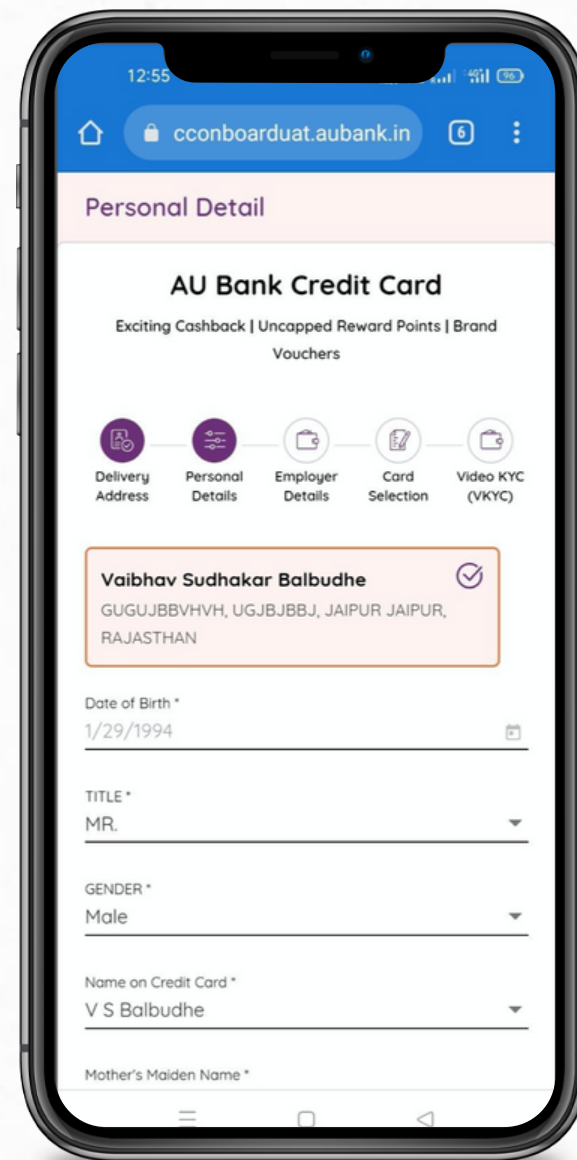 12:55
4G
96
cconboarduat.aubank.in
6
Personal Detail
AU Bank Credit Card
Exciting Cashback | Uncapped Reward Points | Brand
Vouchers
Delivery Address
Personal Details
Employer Details
Card Selection
Video KYC (VKYC)
Vaibhav Sudhakar Balbudhe
GUGUJBBVHVH, UGJBJBBJ, JAIPUR JAIPUR,
RAJASTHAN
Date of Birth *
1/29/1994
TITLE *
MR.
GENDER *
Male
Name on Credit Card *
V S Balbudhe
Mother's Maiden Name *